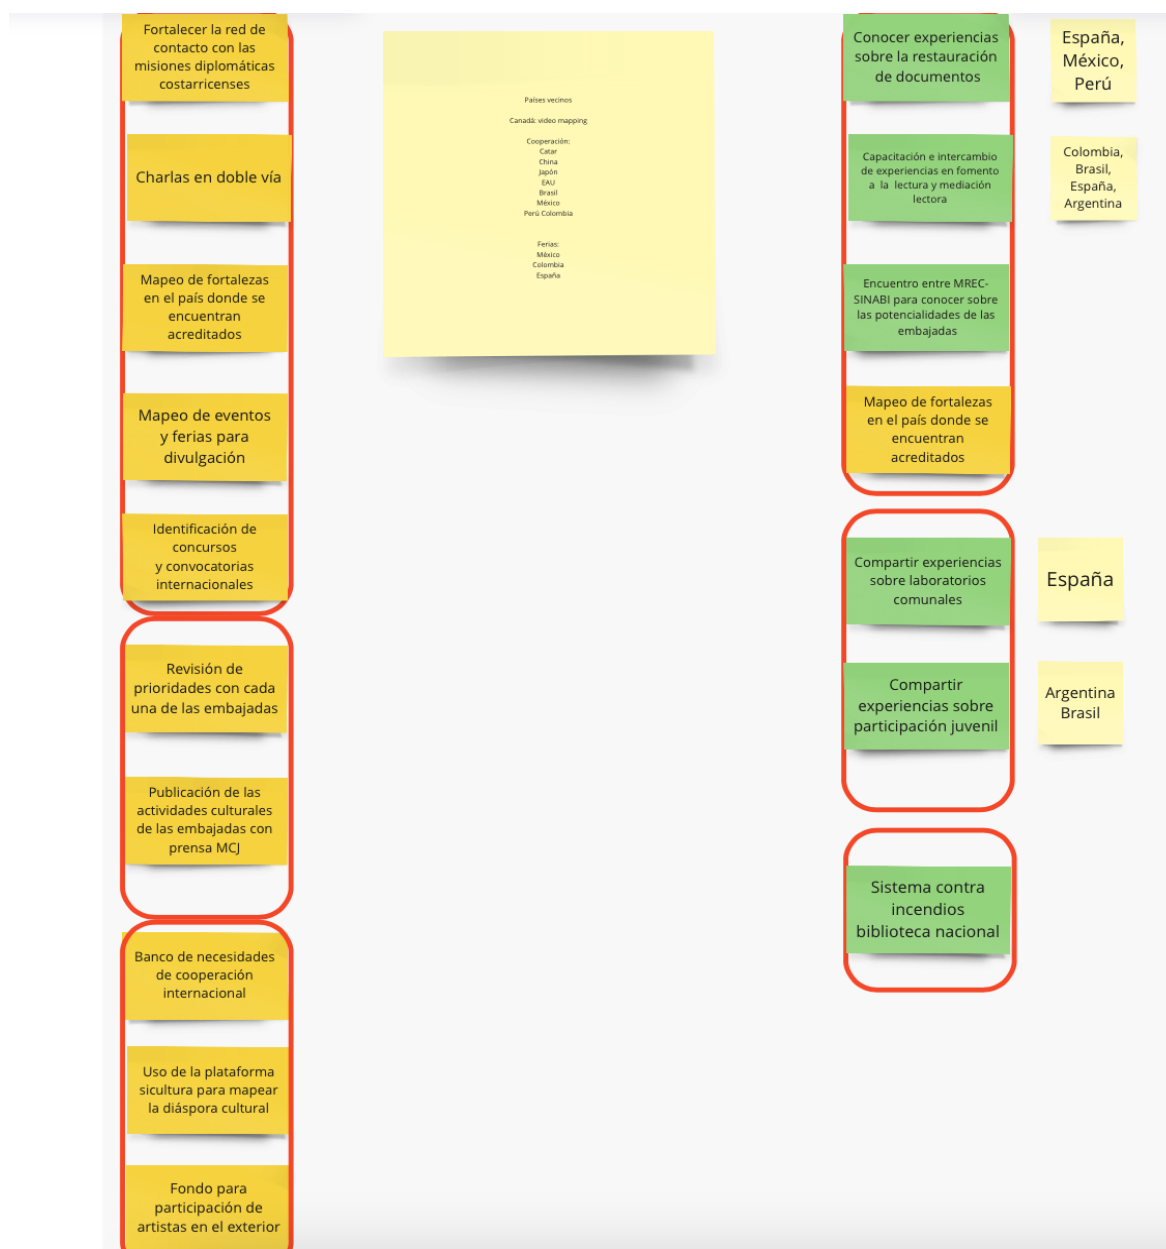 Fortalecer la red de
contacto con las
misiones diplomáticas
costarricenses
Charlas en doble vía
Mapeo de fortalezas
en el país donde se
encuentran
acreditados
Mapeo de eventos
y ferias para
divulgación
Identificación de
concursos
y convocatorias
internacionales
Revisión de
prioridades con cada
una de las embajadas
Publicación de las
actividades culturales
de las embajadas con
prensa MCJ
Banco de necesidades
de cooperación
internacional
Uso de la plataforma
sicultura para mapear
la diáspora cultural
Fondo para
participación de
artistas en el exterior
Países vecinos
Canadá: video mapping
Cooperación:
Catar
China
Japón
EAU
Brasil
México
Perú Colombia
Ferias:
México
Colombia
España
Conocer experiencias
sobre la restauración
de documentos
Capacitación e intercambio
de experiencias en fomento
a la lectura y mediación
lectora
Encuentro entre MREC-
SINABI para conocer sobre
las potencialidades de las
embajadas
Mapeo de fortalezas
en el país donde se
encuentran
acreditados
Compartir experiencias
sobre laboratorios
comunales
Compartir
experiencias sobre
participación juvenil
Sistema contra
incendios
biblioteca nacional
España,
México,
Perú
Colombia,
Brasil,
España,
Argentina
España
Argentina
Brasil